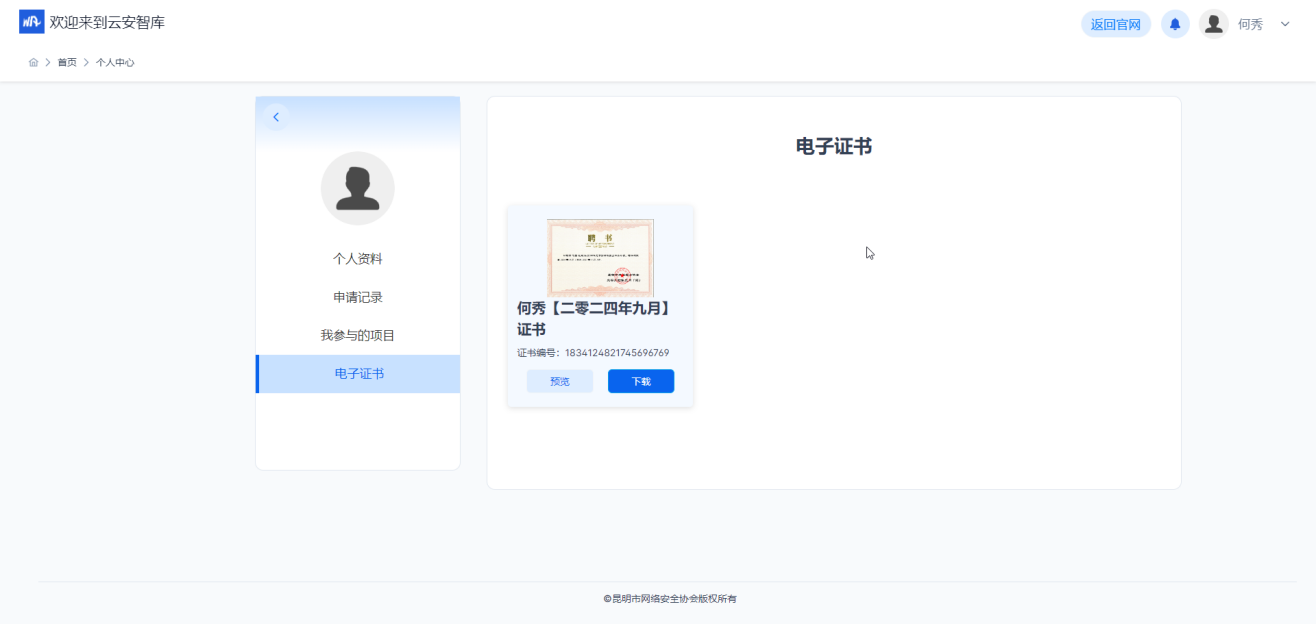 欢迎来到云安智库
返回官网
何秀
首页
个人中心
个人资料
申请记录
我参与的项目
电子证书
电子证书
聘 书
何秀【二零二四年九月】
证书
证书编号：1834124821745696769
预览
下载
©昆明市网络安全协会版权所有